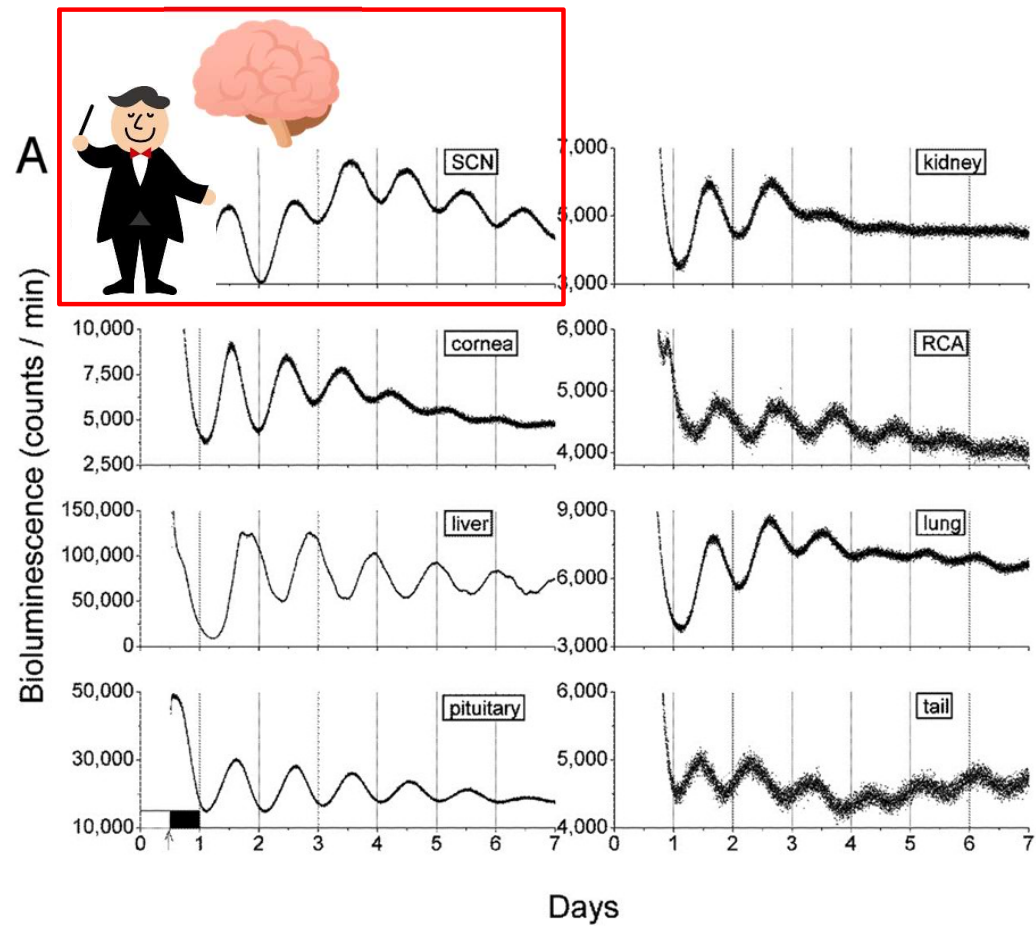 A
Bioluminescence (counts / min)
SCN
kidney
7,000
5,000
3,000
cornea
10,000
7,500
5,000
2,500
RCA
6,000
5,000
4,000
liver
150,000
100,000
50,000
0
lung
9,000
6,000
3,000
pituitary
50,000
30,000
10,000
0 1 2 3 4 5 6 7
tail
6,000
5,000
4,000
0 1 2 3 4 5 6 7
Days